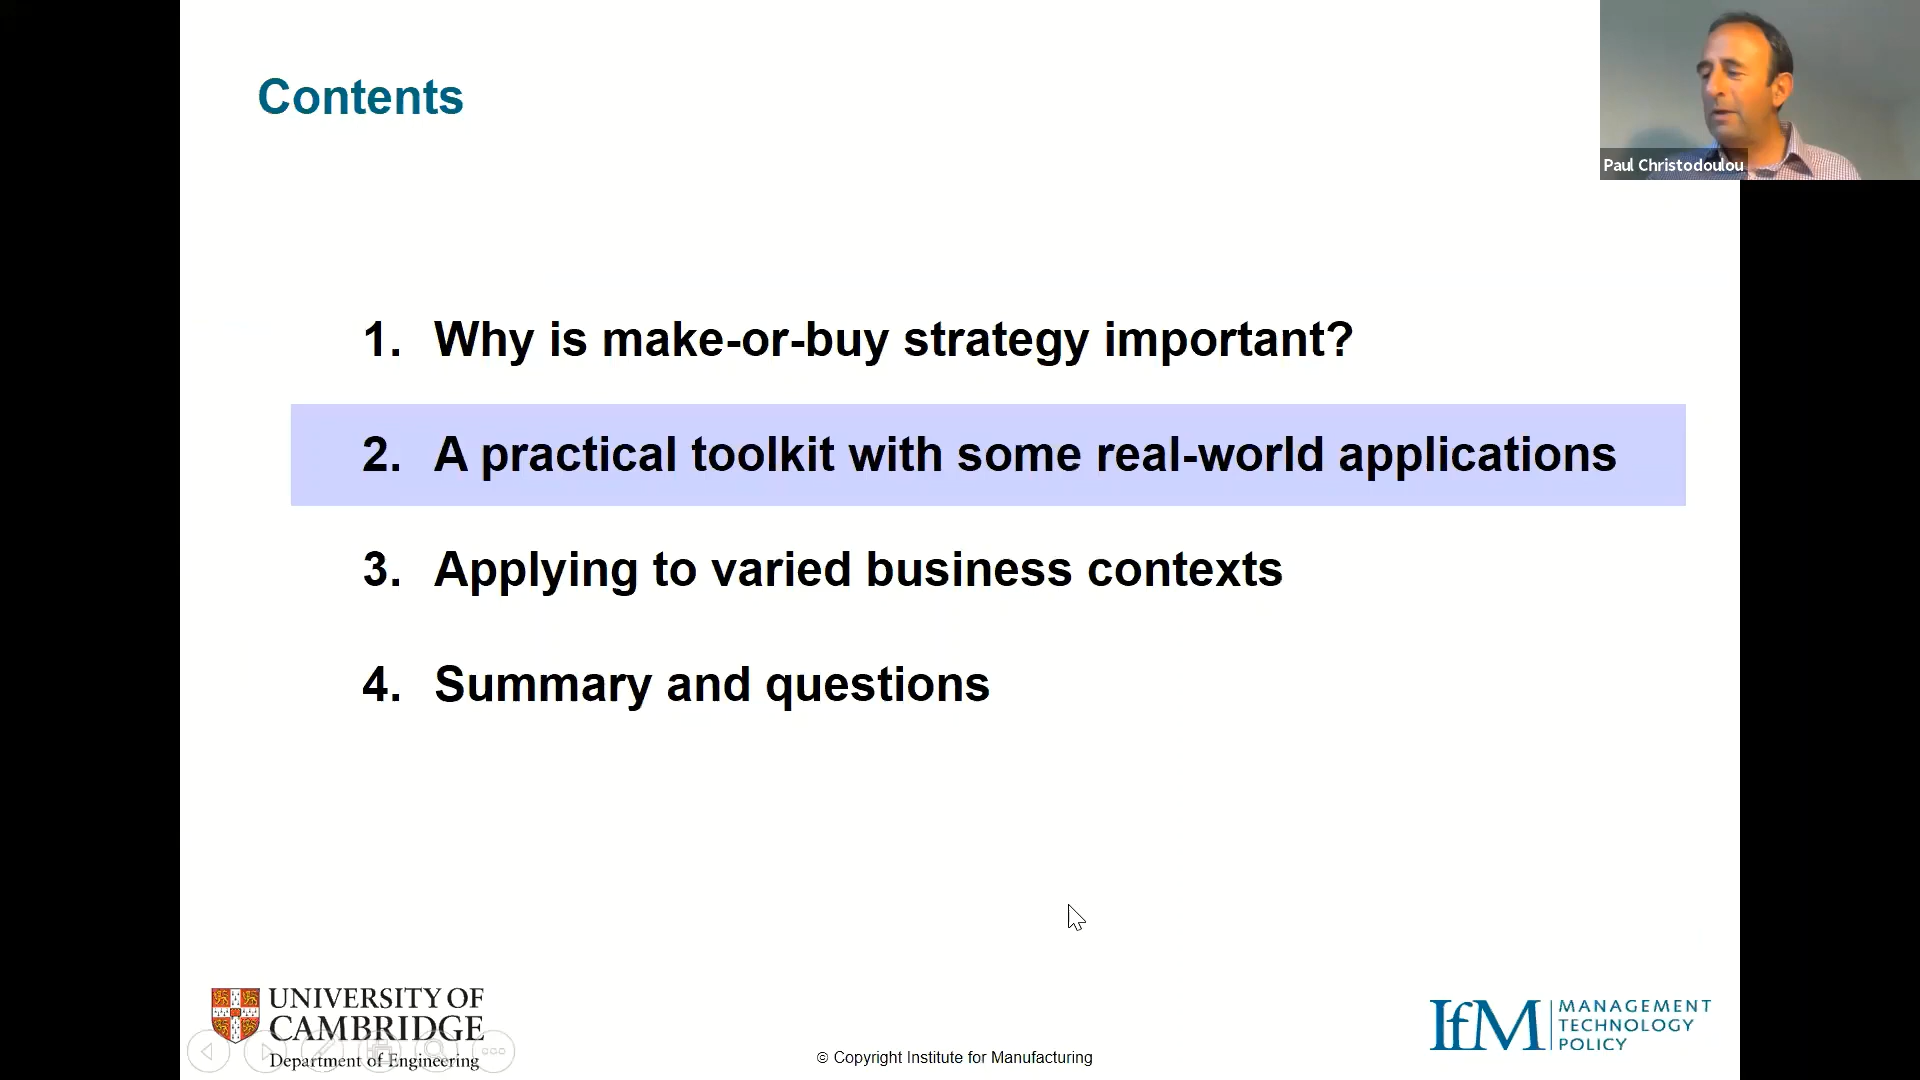 Contents
Paul Christodoulou
1. Why is make-or-buy strategy important?
2. A practical toolkit with some real-world applications
3. Applying to varied business contexts
4. Summary and questions
UNIVERSITY OF
CAMBRIDGE
Department of Engineering
© Copyright Institute for Manufacturing
IfM
MANAGEMENT
TECHNOLOGY
POLICY